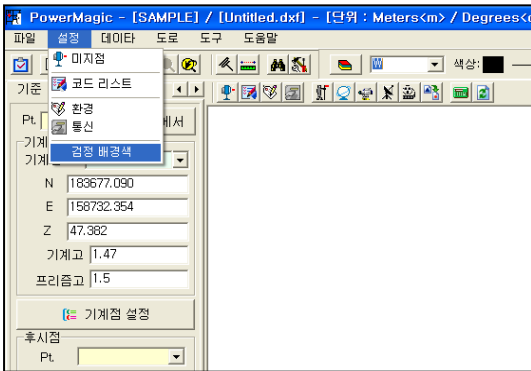 PowerMagic - [SAMPLE] / [Untitled.dxf] - [단위 : Meters<m> / Degrees<
파일 설정 데이타 도로 도구 도움말
미지점
색상:
코드 리스트
기준
환경
Pt.
에서
통신
검정 배경색
N 183677.090
E 158732.354
Z 47.382
기계고 1.47
프리즘고 1.5
기계점 설정
후시점
Pt.